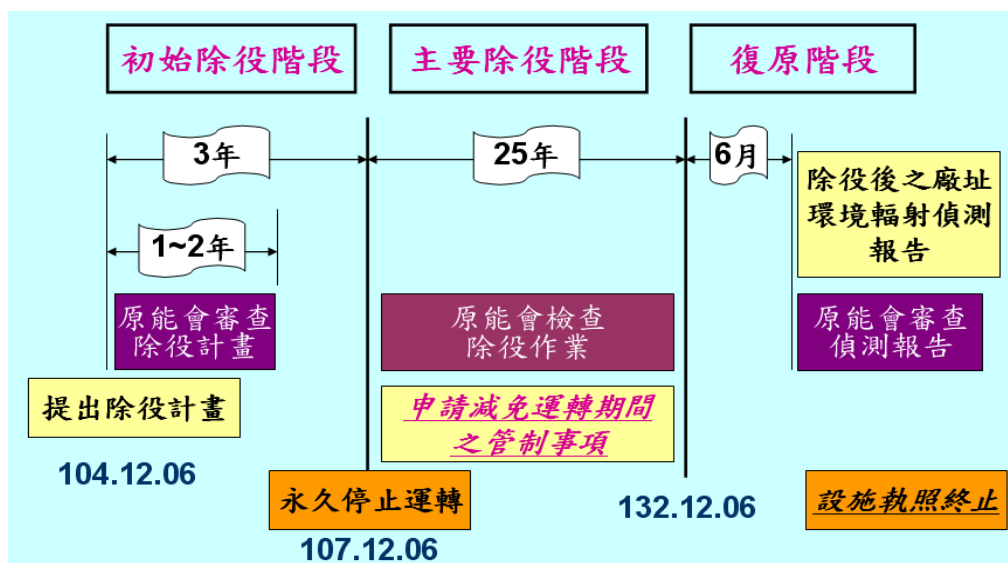 初始除役階段
主要除役階段
復原階段
3年
25年
6月
除役後之廠址
環境輻射偵測
報告
1~2年
原能會審查
除役計畫
原能會檢查
除役作業
原能會審查
偵測報告
提出除役計畫
申請減免運轉期間
之管制事項
104.12.06
永久停止運轉
132.12.06
設施執照終止
107.12.06